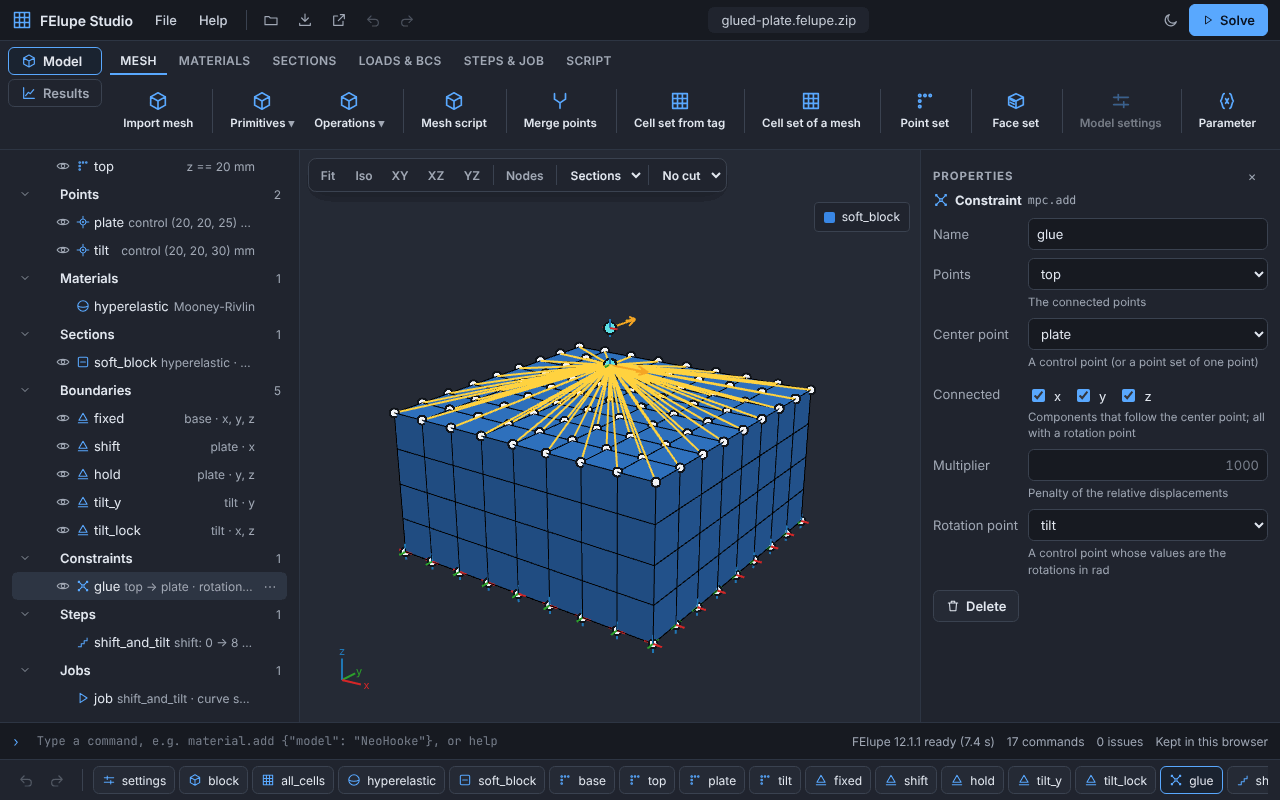 FElupe Studio File Help glued-plate.felupe.zip Solve
Model MESH MATERIALS SECTIONS LOADS & BCS STEPS & JOB SCRIPT
Results
Import mesh Primitives ▾ Operations ▾ Mesh script Merge points Cell set from tag Cell set of a mesh Point set Face set Model settings Parameter
top z == 20 mm
Points 2
plate control (20, 20, 25) ...
tilt control (20, 20, 30) mm
Materials 1
hyperelastic Mooney-Rivlin
Sections 1
soft_block hyperelastic · ...
Boundaries 5
fixed base · x, y, z
shift plate · x
hold plate · y, z
tilt_y tilt · y
tilt_lock tilt · x, z
Constraints 1
glue top → plate · rotation... ···
Steps 1
shift_and_tilt shift: 0 → 8 ...
Jobs 1
job shift_and_tilt · curve s...
Fit Iso XY XZ YZ Nodes Sections No cut
soft_block
z
y
x
PROPERTIES ×
Constraint mpc.add
Name glue
Points top
The connected points
Center point plate
A control point (or a point set of one point)
Connected x y z
Components that follow the center point; all
with a rotation point
Multiplier 1000
Penalty of the relative displacements
Rotation point tilt
A control point whose values are the
rotations in rad
Delete
› Type a command, e.g. material.add {"model": "NeoHooke"}, or help FElupe 12.1.1 ready (7.4 s) 17 commands 0 issues Kept in this browser
settings block all_cells hyperelastic soft_block base top plate tilt fixed shift hold tilt_y tilt_lock glue sh